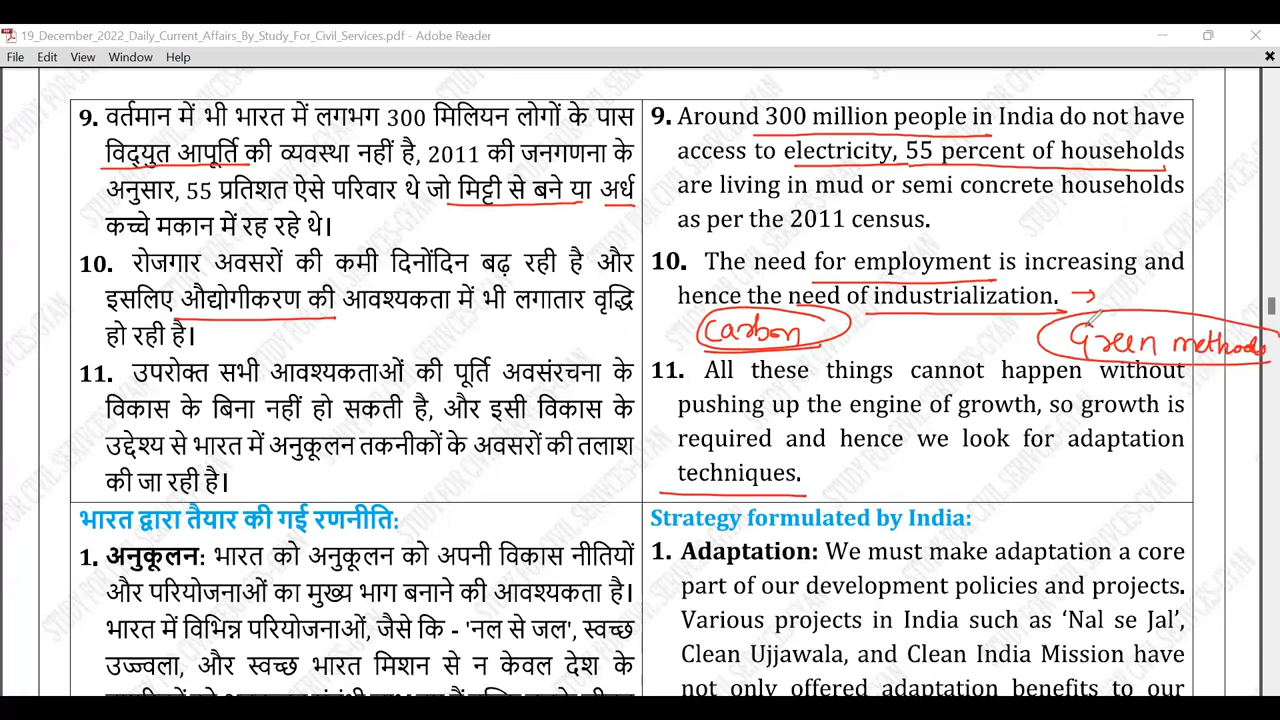 19_December_2022_Daily_Current_Affairs_By_Study_For_Civil_Services.pdf - Adobe Reader
File Edit View Window Help
9. वर्तमान में भी भारत में लगभग 300 मिलियन लोगों के पास
विद्युत आपूर्ति की व्यवस्था नहीं है, 2011 की जनगणना के
अनुसार, 55 प्रतिशत ऐसे परिवार थे जो मिट्टी से बने या अर्ध
कच्चे मकान में रह रहे थे।
10. रोजगार अवसरों की कमी दिनोंदिन बढ़ रही है और
इसलिए औद्योगीकरण की आवश्यकता में भी लगातार वृद्धि
हो रही है।
11. उपरोक्त सभी आवश्यकताओं की पूर्ति अवसंरचना के
विकास के बिना नहीं हो सकती है, और इसी विकास के
उद्देश्य से भारत में अनुकूलन तकनीकों के अवसरों की तलाश
की जा रही है।
भारत द्वारा तैयार की गई रणनीति:
1. अनुकूलन: भारत को अनुकूलन को अपनी विकास नीतियों
और परियोजनाओं का मुख्य भाग बनाने की आवश्यकता है।
भारत में विभिन्न परियोजनाओं, जैसे कि - 'नल से जल', स्वच्छ
उज्ज्वला, और स्वच्छ भारत मिशन से न केवल देश के
9. Around 300 million people in India do not have
access to electricity, 55 percent of households
are living in mud or semi concrete households
as per the 2011 census.
10. The need for employment is increasing and
hence the need of industrialization. →
Carbon
Green methods
11. All these things cannot happen without
pushing up the engine of growth, so growth is
required and hence we look for adaptation
techniques.
Strategy formulated by India:
1. Adaptation: We must make adaptation a core
part of our development policies and projects.
Various projects in India such as ‘Nal se Jal’,
Clean Ujjawala, and Clean India Mission have
not only offered adaptation benefits to our